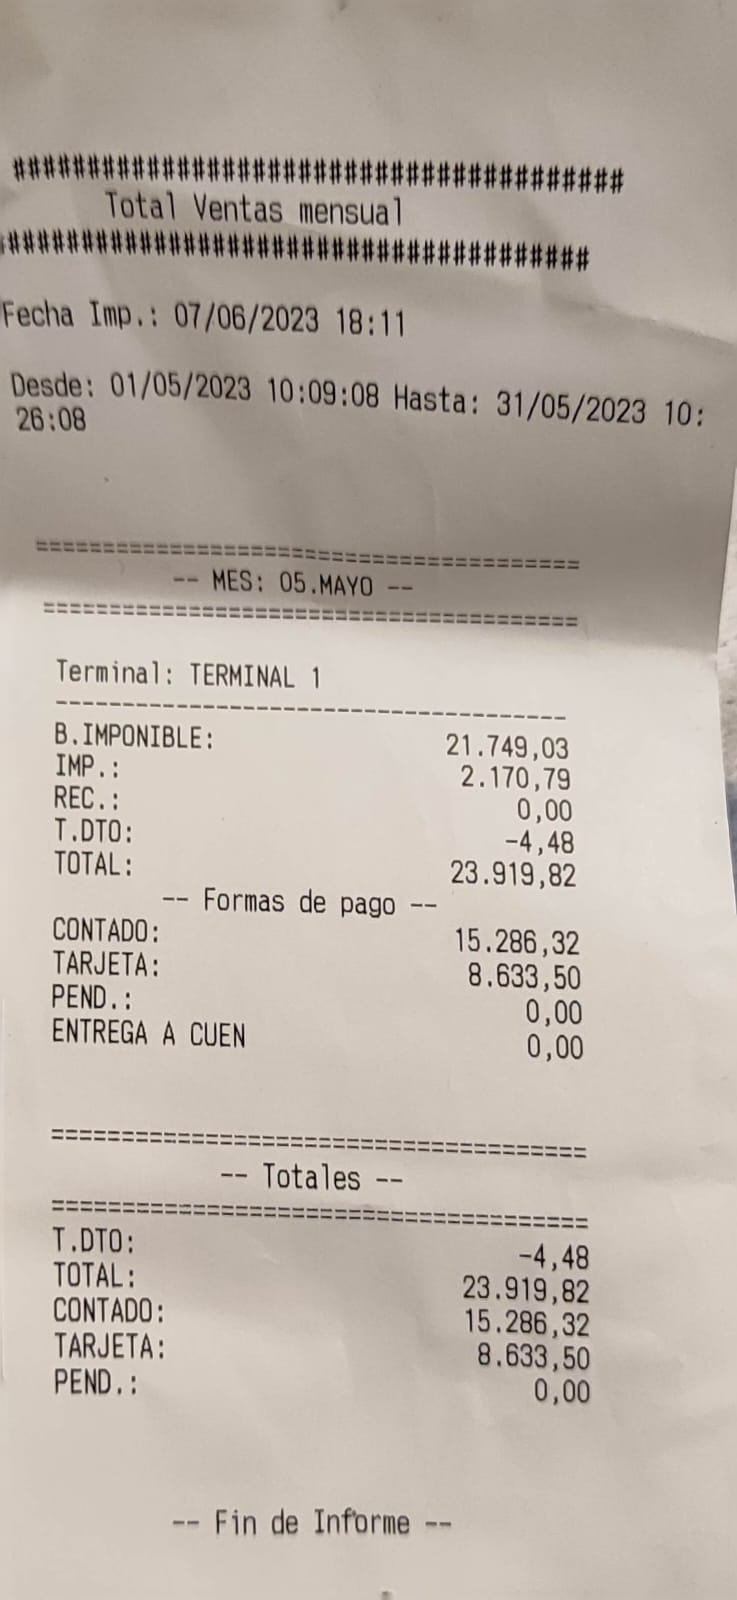 #########################################
Total Ventas mensual
########################################
Fecha Imp.: 07/06/2023 18:11
Desde: 01/05/2023 10:09:08 Hasta: 31/05/2023 10:
26:08
========================================
-- MES: 05.MAYO --
========================================
Terminal: TERMINAL 1
----------------------------------------
B.IMPONIBLE: 21.749,03
IMP.: 2.170,79
REC.: 0,00
T.DTO: -4,48
TOTAL: 23.919,82
-- Formas de pago --
CONTADO: 15.286,32
TARJETA: 8.633,50
PEND.: 0,00
ENTREGA A CUEN 0,00
========================================
-- Totales --
========================================
T.DTO: -4,48
TOTAL: 23.919,82
CONTADO: 15.286,32
TARJETA: 8.633,50
PEND.: 0,00
-- Fin de Informe --